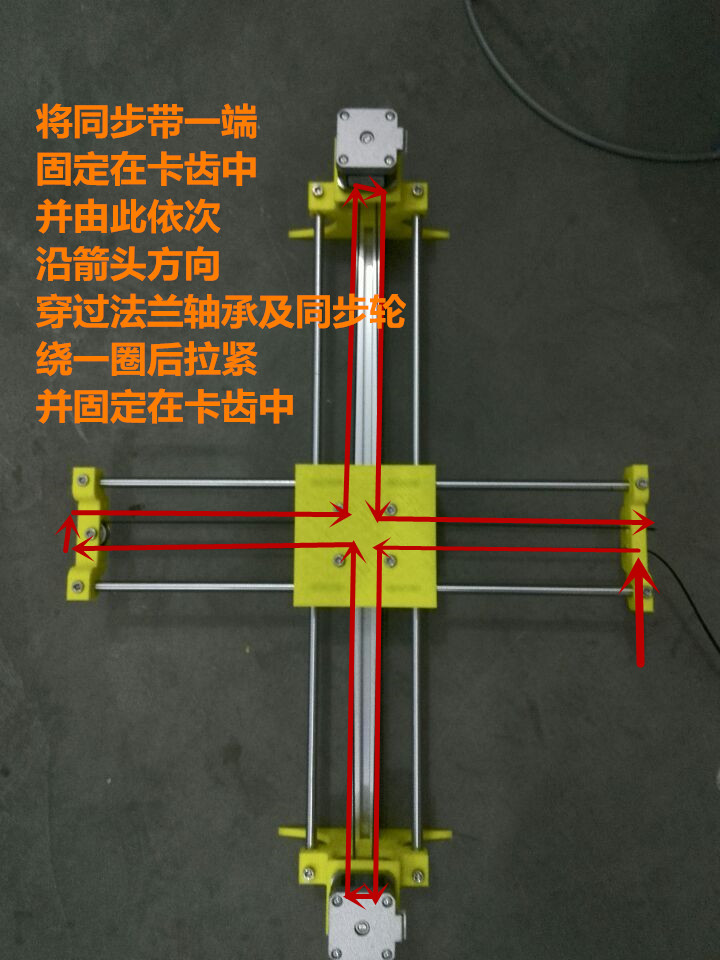 将同步带一端
固定在卡齿中
并由此依次
沿箭头方向
穿过法兰轴承及同步轮
绕一圈后拉紧
并固定在卡齿中